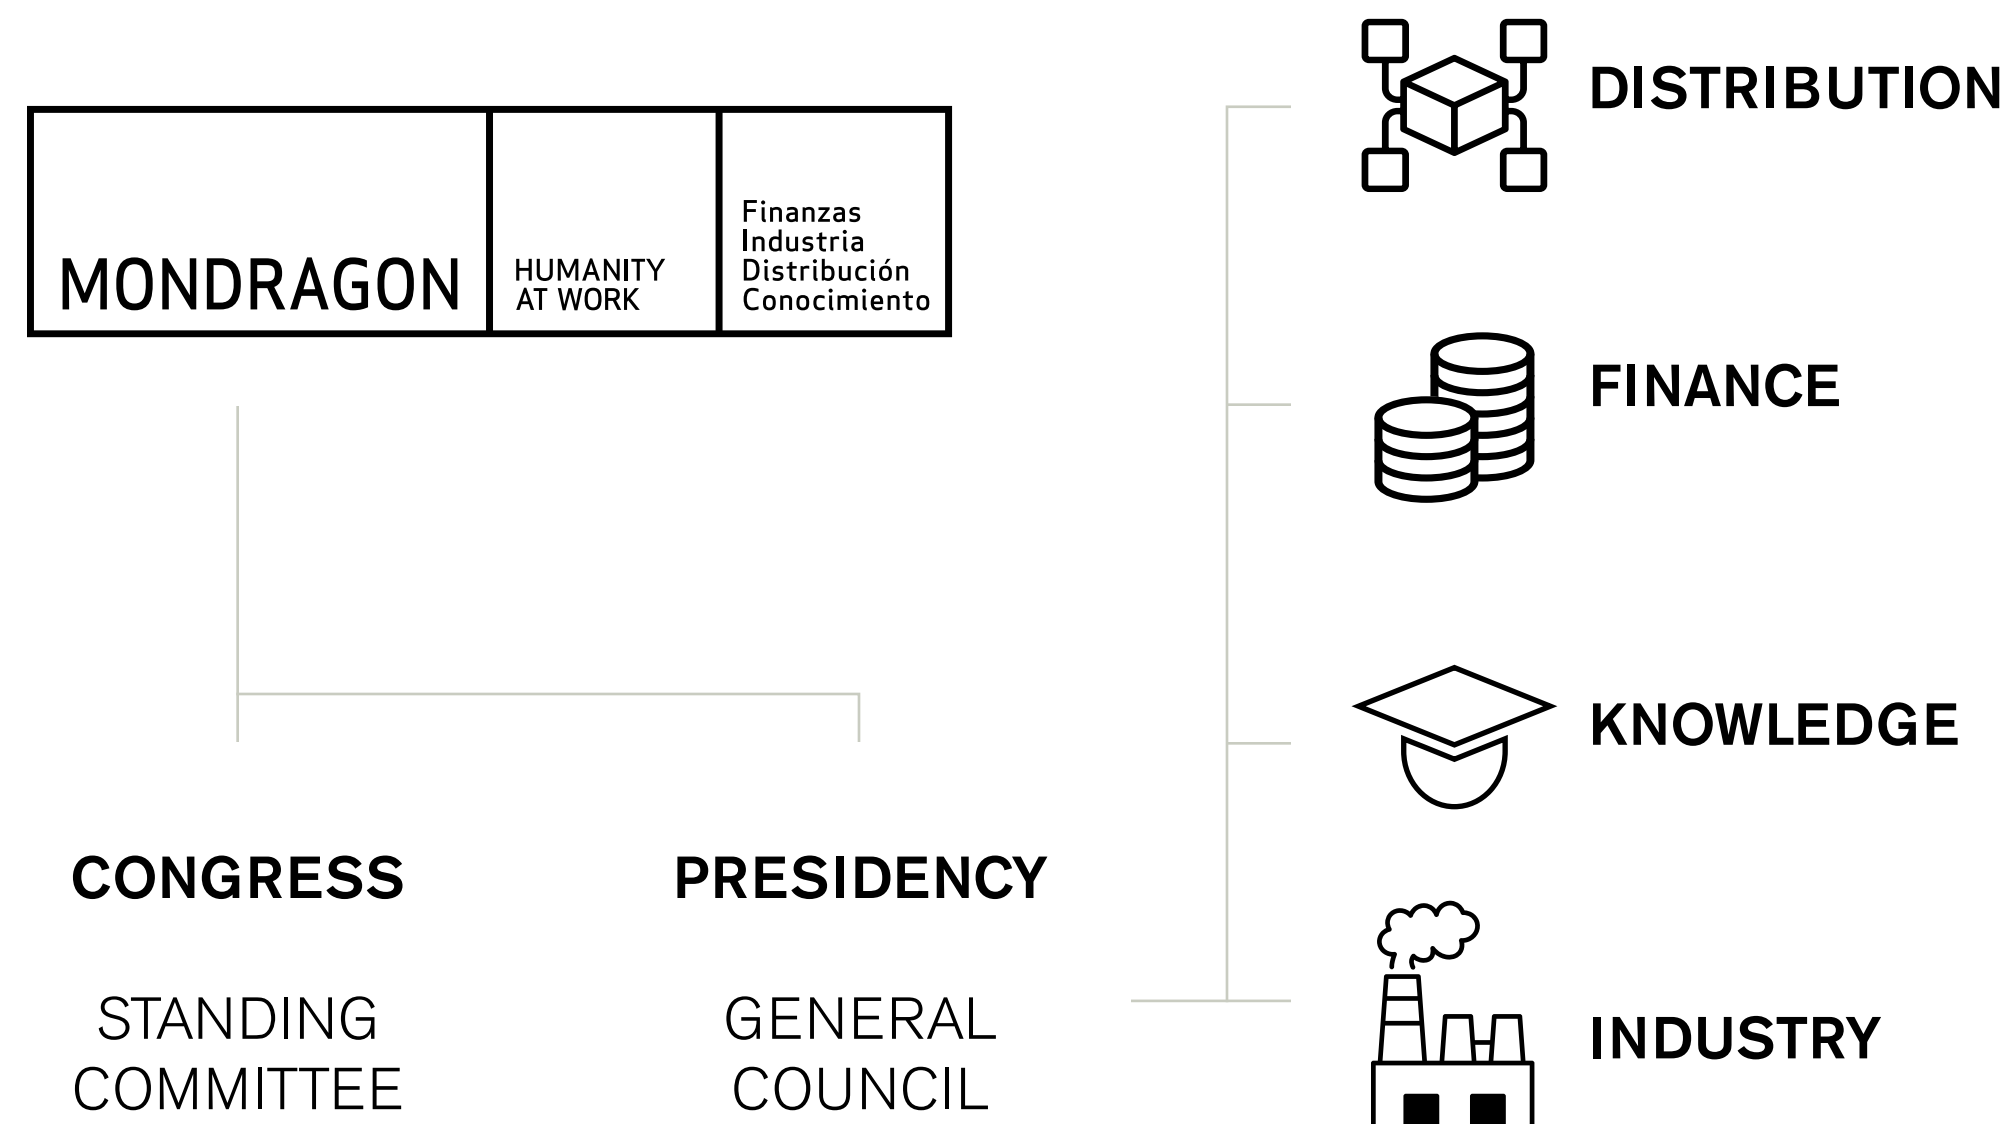 MONDRAGON
HUMANITY
AT WORK
Finanzas
Industria
Distribución
Conocimiento
CONGRESS
STANDING
COMMITTEE
PRESIDENCY
GENERAL
COUNCIL
DISTRIBUTION
FINANCE
KNOWLEDGE
INDUSTRY